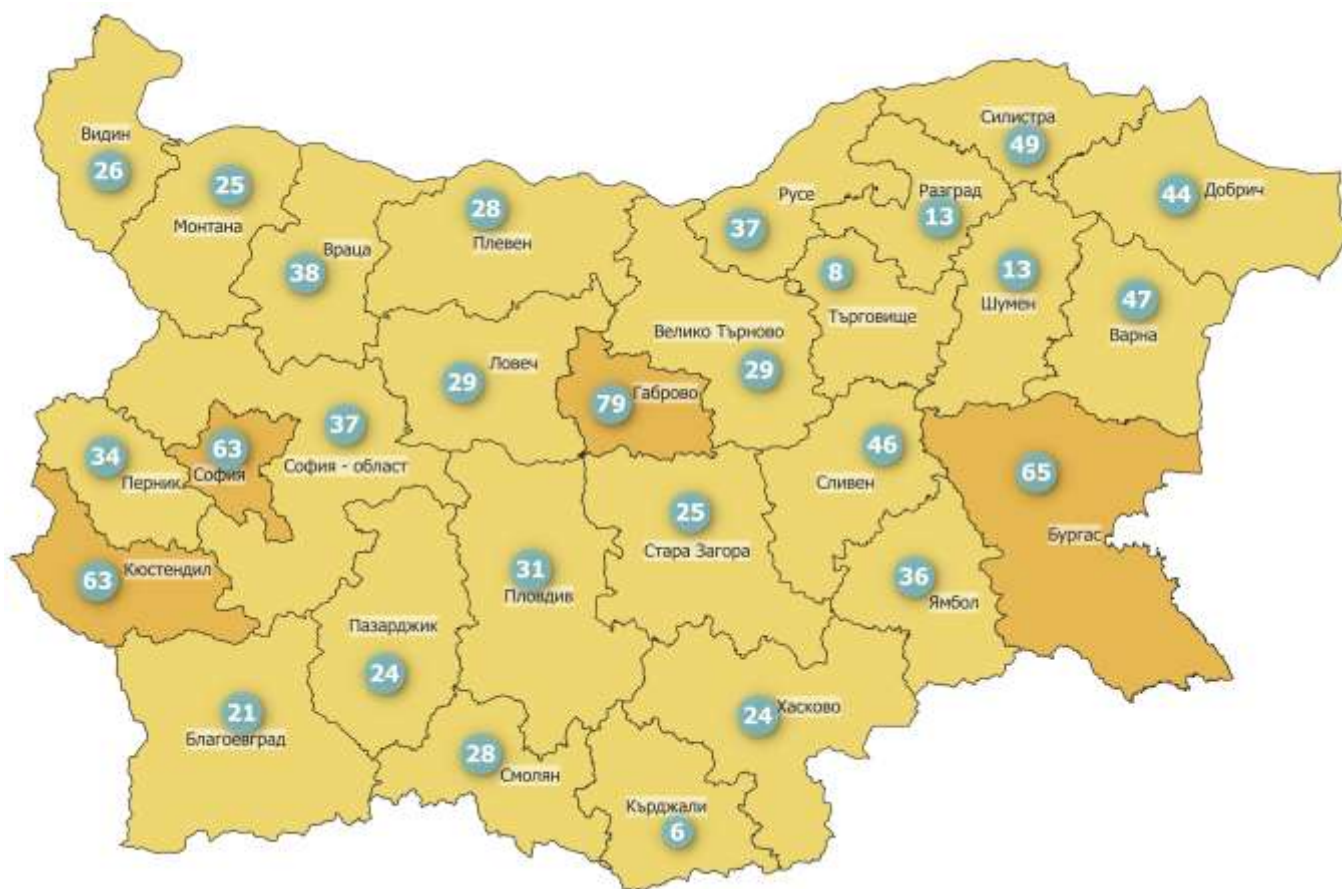 Видин
26
25
Монтана
Враца
38
28
Плевен
Русе
37
Силистра
49
Разград
13
44
Добрич
8
Търговище
13
Шумен
47
Варна
Ловеч
29
Велико Търново
29
79
Габрово
34
Перник
63
София
37
София - област
46
Сливен
65
Бургас
63
Кюстендил
25
Стара Загора
31
Пловдив
36
Ямбол
Пазарджик
24
21
Благоевград
28
Смолян
24
Хасково
Кърджали
6